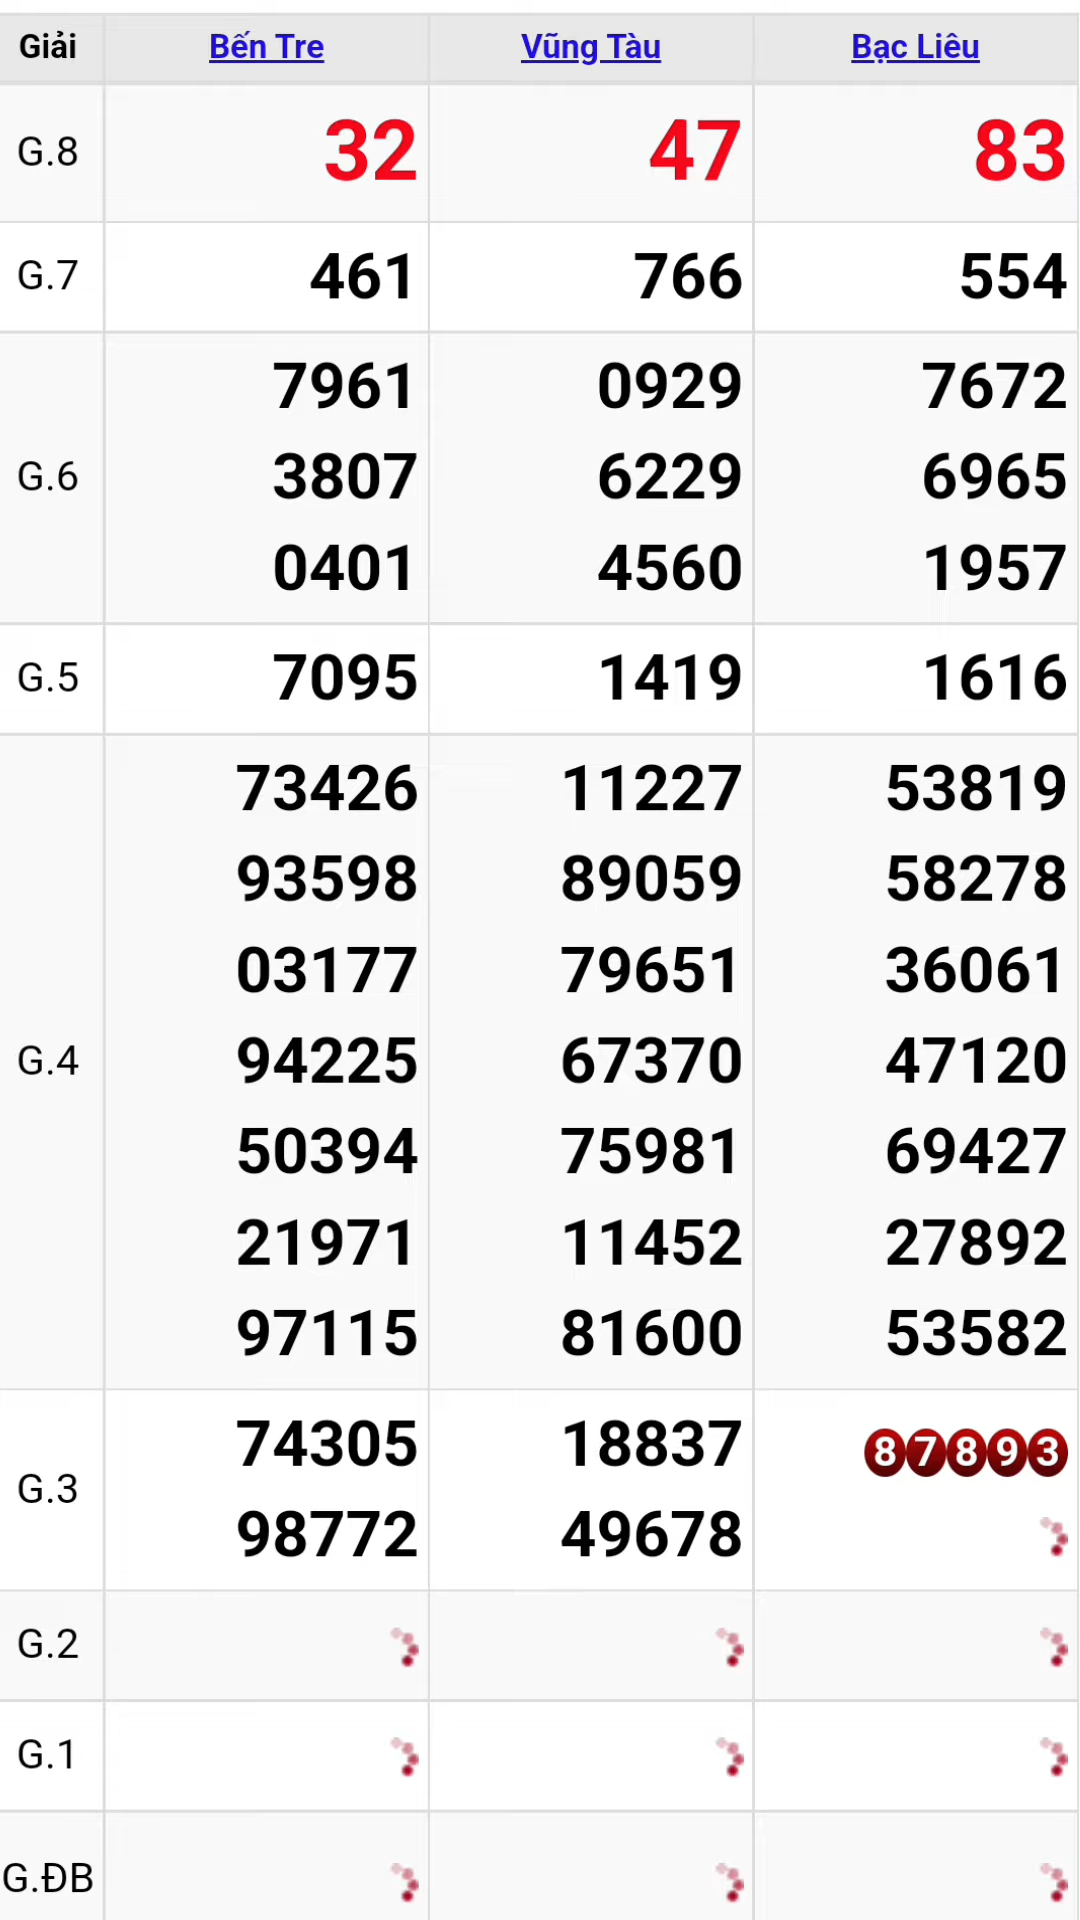 Giải Bến Tre Vũng Tàu Bạc Liêu
G.8 32 47 83
G.7 461 766 554
7961 0929 7672
G.6 3807 6229 6965
0401 4560 1957
G.5 7095 1419 1616
73426 11227 53819
93598 89059 58278
03177 79651 36061
G.4 94225 67370 47120
50394 75981 69427
21971 11452 27892
97115 81600 53582
74305 18837 87893
G.3
98772 49678
G.2
G.1
G.ĐB